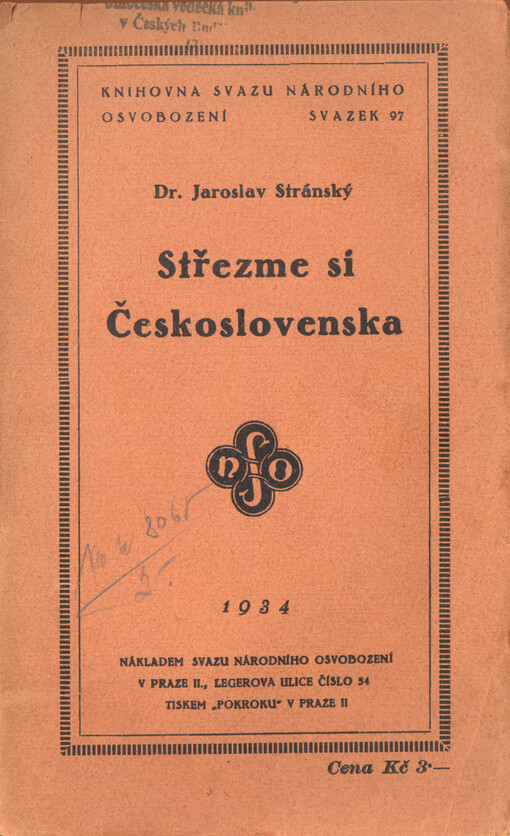 v Českých
KNIHOVNA SVAZU NÁRODNÍHO
OSVOBOZENÍ SVAZEK 97
Dr. Jaroslav Stránský
Střezme si
Československa
1934
NÁKLADEM SVAZU NÁRODNÍHO OSVOBOZENÍ
V PRAZE II., LEGEROVA ULICE ČÍSLO 54
TISKEM „POKROKU" V PRAZE II
Cena Kč 3·—